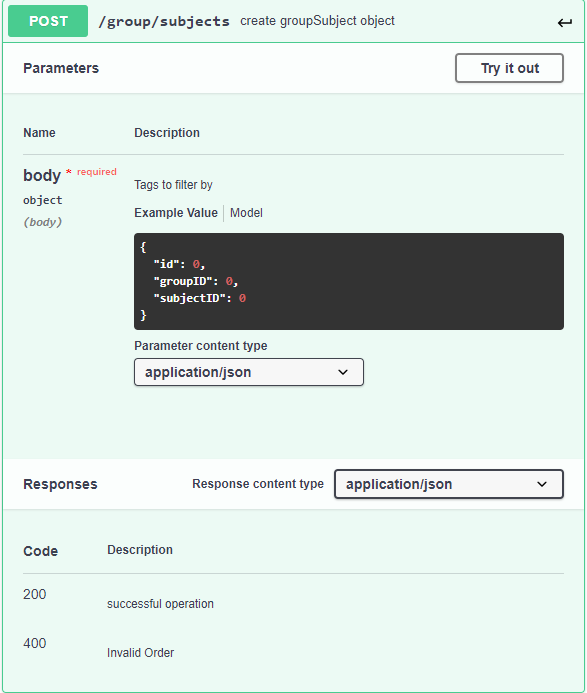 POST /group/subjects create groupSubject object
Parameters Try it out
Name Description
body * required
object
(body)
Tags to filter by
Example Value Model
{
"id": 0,
"groupID": 0,
"subjectID": 0
}
Parameter content type
application/json
Responses Response content type application/json
Code Description
200 successful operation
400 Invalid Order